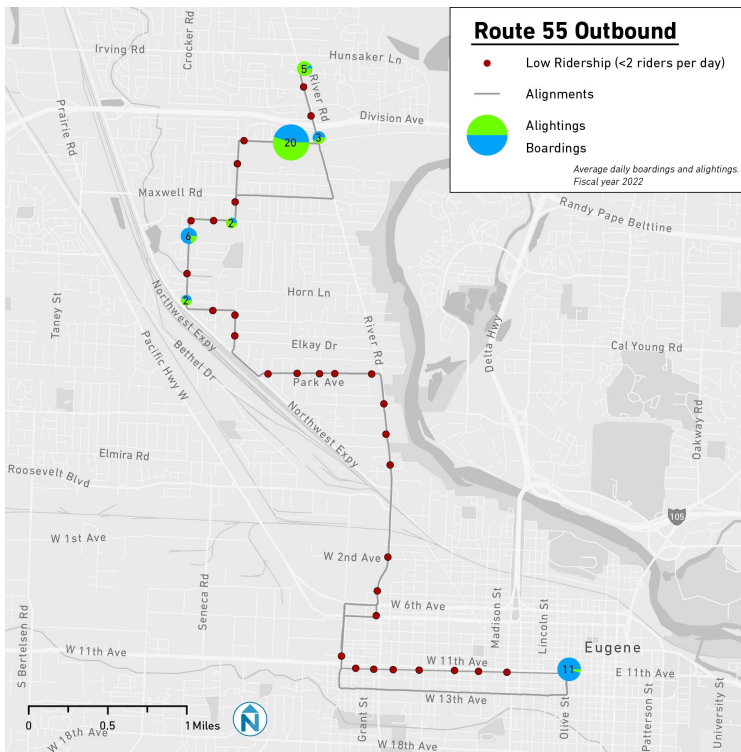 Route 55 Outbound
Low Ridership (<2 riders per day)
Alignments
Alightings
Boardings
Average daily boardings and alightings.
Fiscal year 2022
Irving Rd
Crocker Rd
Hunsaker Ln
5
River Rd
Prairie Rd
Division Ave
20
3
Maxwell Rd
Randy Pape Beltline
2
6
Horn Ln
2
Taney St
Northwest Expy
River Rd
Delta Hwy
Elkay Dr
Cal Young Rd
Pacific Hwy W
Bethel Dr
Park Ave
Northwest Expy
Oakway Rd
Elmira Rd
Roosevelt Blvd
105
W 1st Ave
W 2nd Ave
Seneca Rd
W 6th Ave
Madison St
Lincoln St
S Bertelsen Rd
Eugene
W 11th Ave
W 11th Ave
11
E 11th Ave
W 13th Ave
Grant St
Olive St
Patterson St
University St
0
0.5
1 Miles
N
W 18th Ave
W 18th Ave